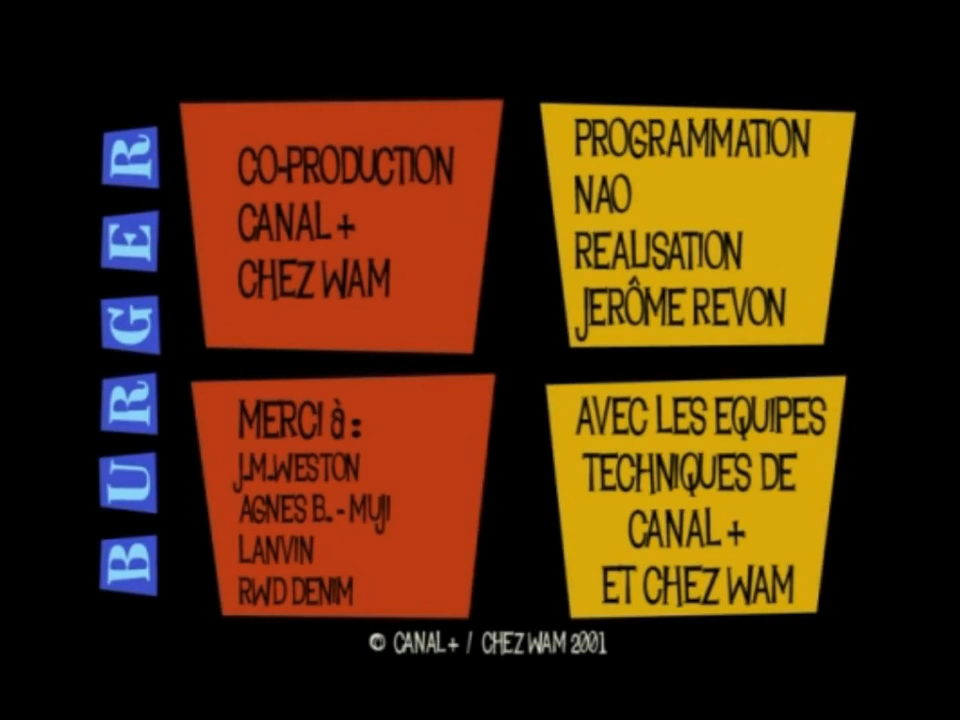 BURGER
CO-PRODUCTION
CANAL+
CHEZ WAM
PROGRAMMATION
NAO
REALISATION
JERÔME REVON
MERCI à :
J.M.WESTON
AGNES B. - MUJI
LANVIN
RWD DENIM
AVEC LES EQUIPES
TECHNIQUES DE
CANAL+
ET CHEZ WAM
© CANAL+ / CHEZ WAM 2001